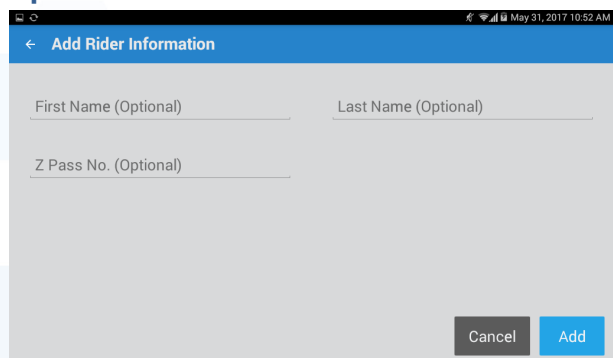 May 31, 2017 10:52 AM
← Add Rider Information
First Name (Optional) Last Name (Optional)
Z Pass No. (Optional)
Cancel Add